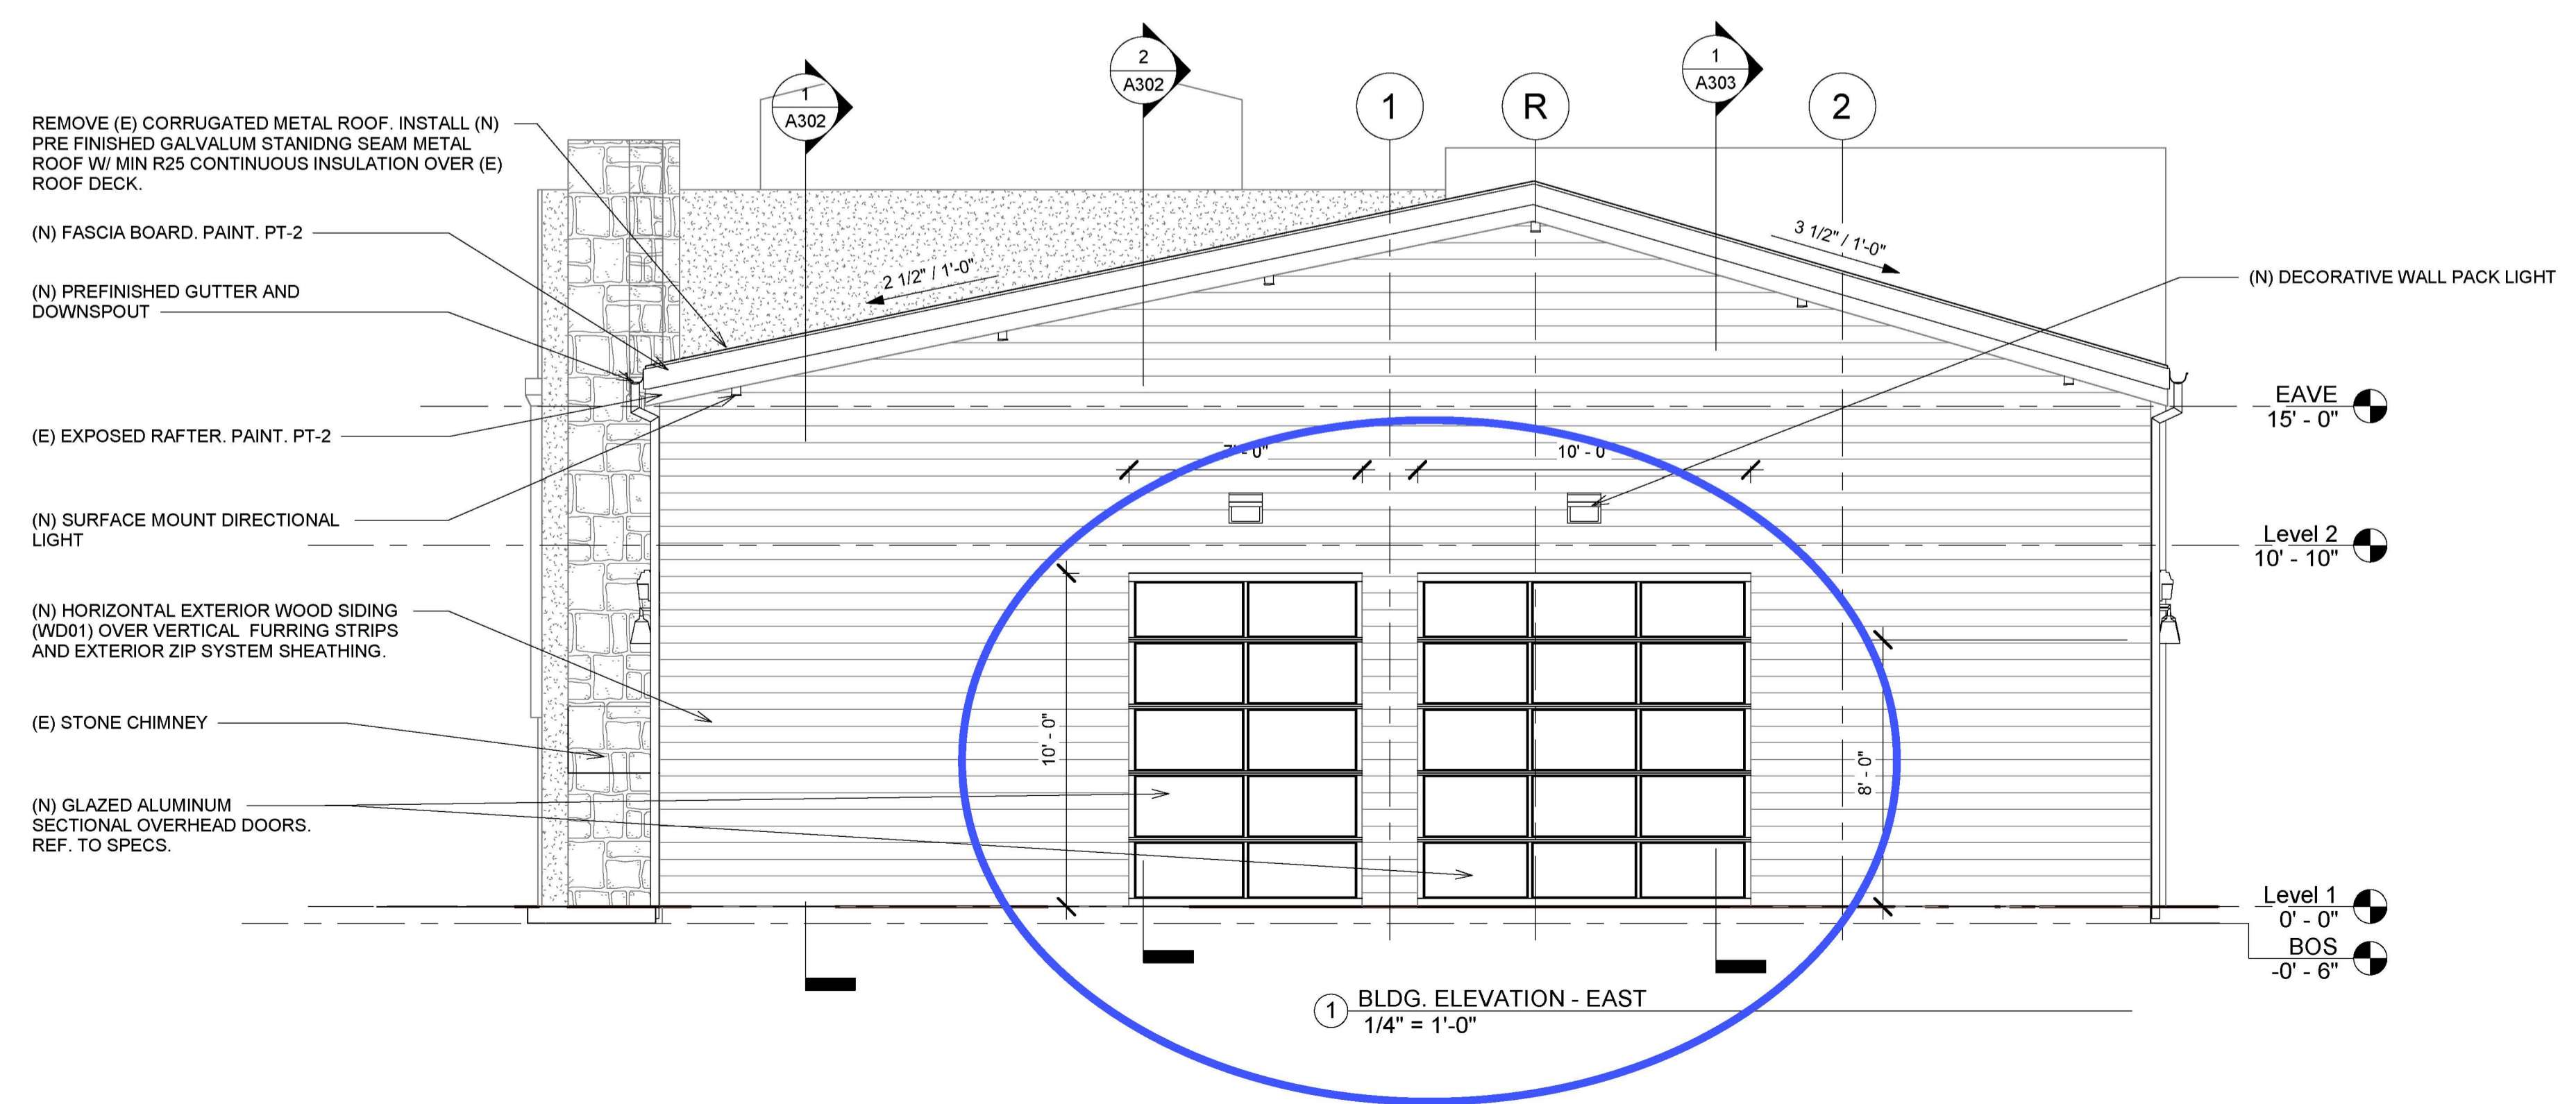 1
A302
2
A302
1
A303
1
R
2
REMOVE (E) CORRUGATED METAL ROOF. INSTALL (N)
PRE FINISHED GALVALUM STANIDNG SEAM METAL
ROOF W/ MIN R25 CONTINUOUS INSULATION OVER (E)
ROOF DECK.
(N) FASCIA BOARD. PAINT. PT-2
(N) PREFINISHED GUTTER AND
DOWNSPOUT
(E) EXPOSED RAFTER. PAINT. PT-2
(N) SURFACE MOUNT DIRECTIONAL
LIGHT
(N) HORIZONTAL EXTERIOR WOOD SIDING
(WD01) OVER VERTICAL FURRING STRIPS
AND EXTERIOR ZIP SYSTEM SHEATHING.
(E) STONE CHIMNEY
(N) GLAZED ALUMINUM
SECTIONAL OVERHEAD DOORS.
REF. TO SPECS.
2 1/2" / 1'-0"
3 1/2" / 1'-0"
(N) DECORATIVE WALL PACK LIGHT
7' - 0"
10' - 0
10' - 0"
8' - 0"
EAVE
15' - 0"
Level 2
10' - 10"
Level 1
0' - 0"
BOS
-0' - 6"
1
BLDG. ELEVATION - EAST
1/4" = 1'-0"